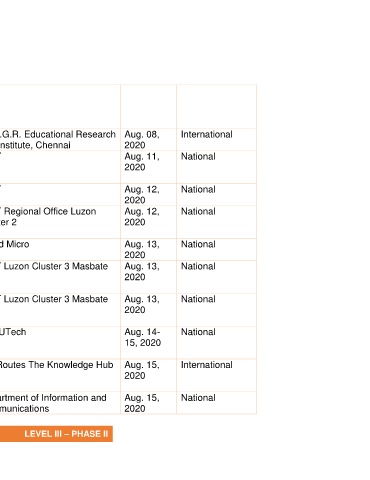 .G.R. Educational Research Aug. 08, International
nstitute, Chennai 2020
Aug. 11, National
2020
Aug. 12, National
2020
Regional Office Luzon Aug. 12, National
ter 2 2020
d Micro Aug. 13, National
2020
Luzon Cluster 3 Masbate Aug. 13, National
2020
Luzon Cluster 3 Masbate Aug. 13, National
2020
UTech Aug. 14- National
15, 2020
Routes The Knowledge Hub Aug. 15, International
2020
artment of Information and Aug. 15, National
munications 2020
LEVEL III – PHASE II